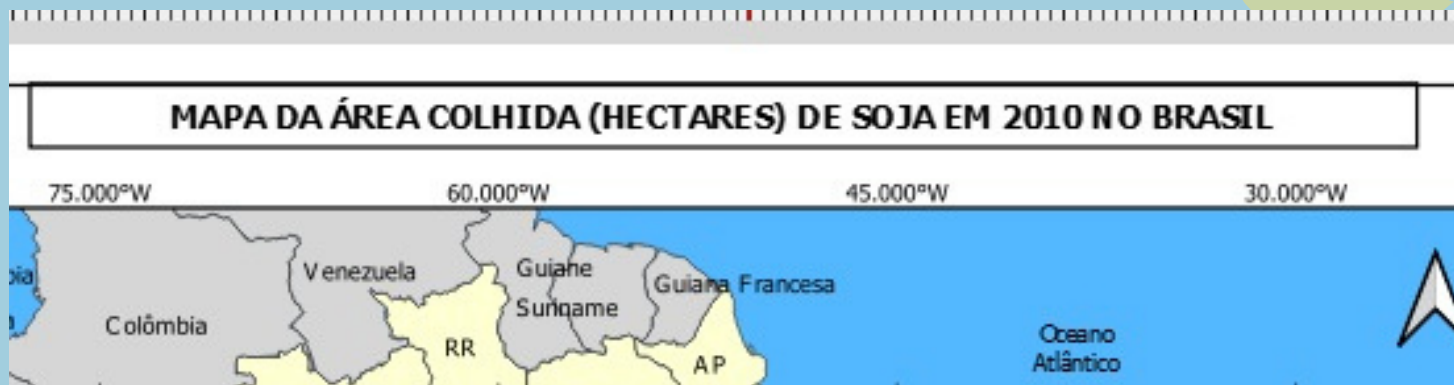 MAPA DA ÁREA COLHIDA (HECTARES) DE SOJA EM 2010 NO BRASIL
75.000°W 60.000°W 45.000°W 30.000°W
Venezuela
Guiane
Guiana Francesa
Suriname
Colômbia
Oceano
Atlântico
RR
AP